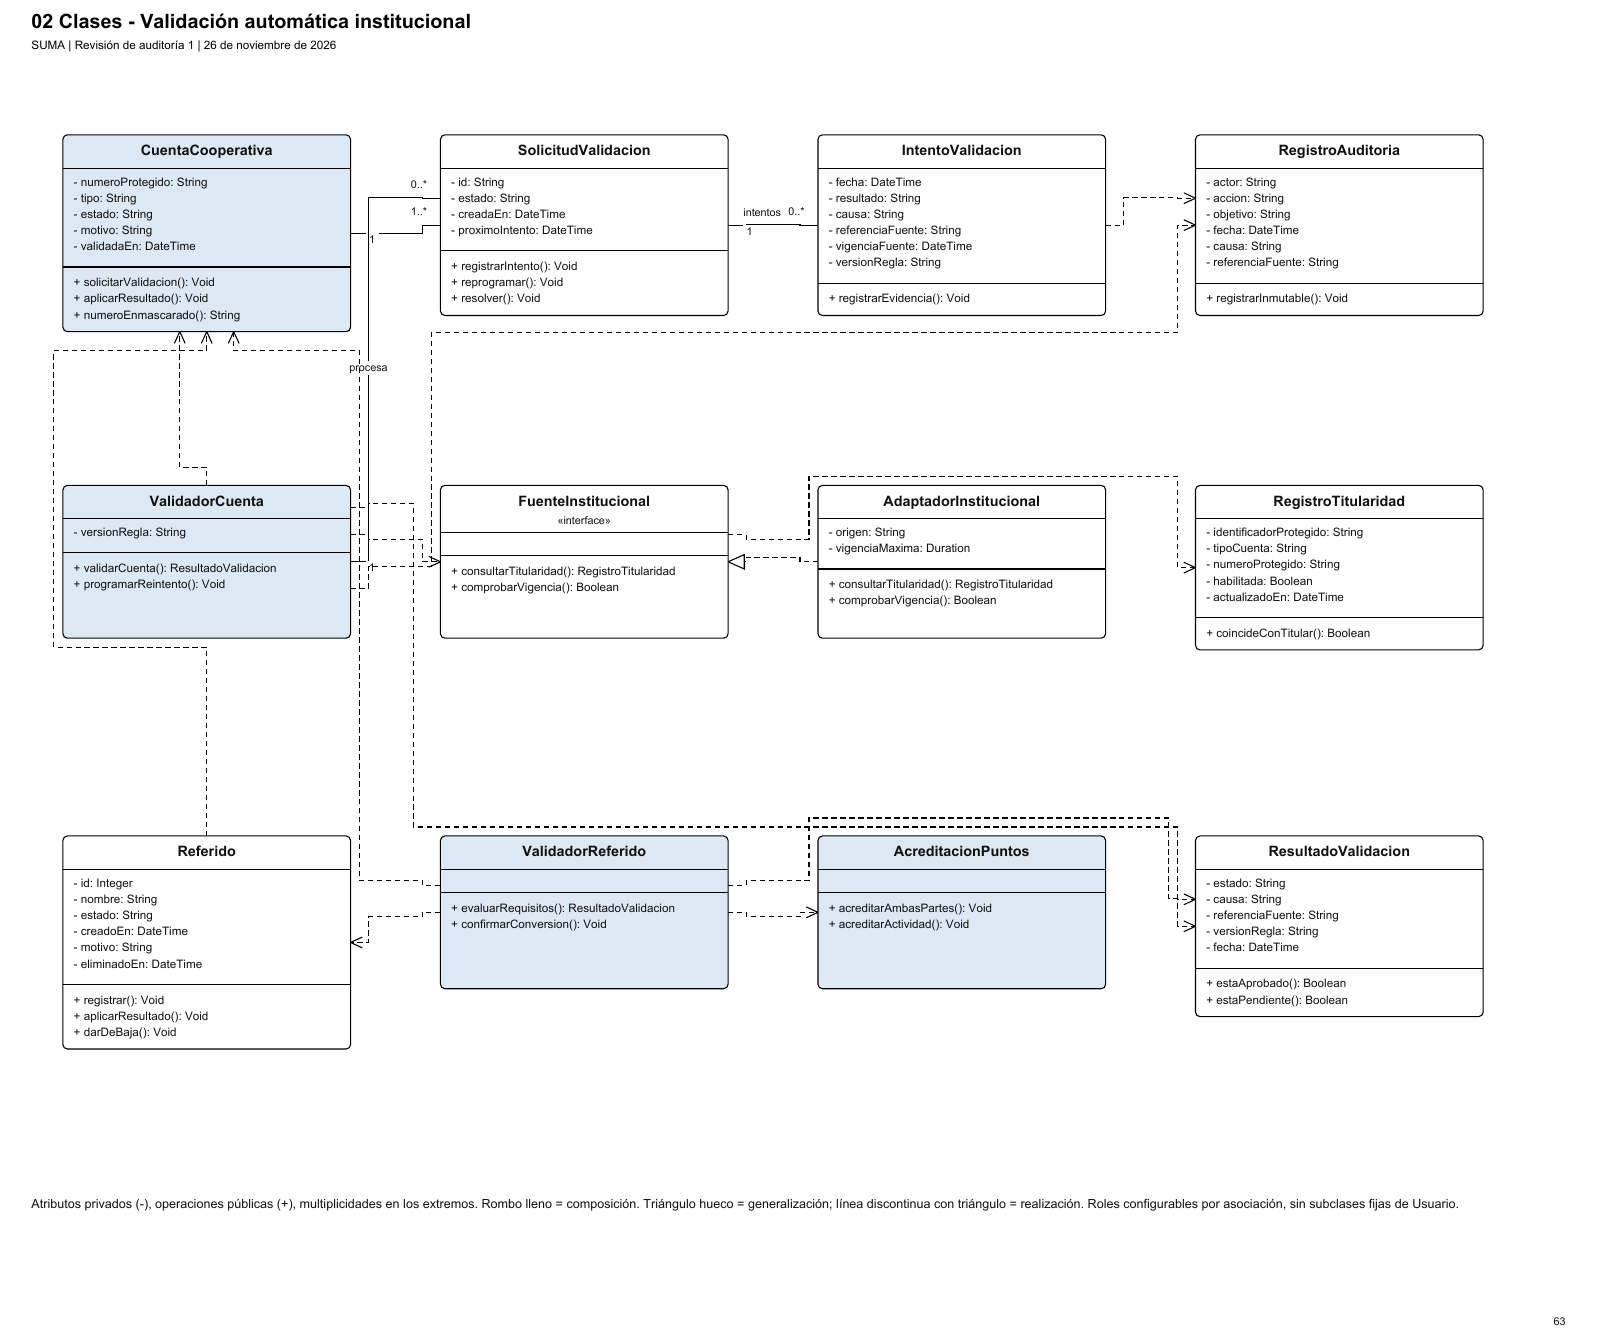 02 Clases - Validación automática institucional
SUMA | Revisión de auditoría 1 | 26 de noviembre de 2026
CuentaCooperativa
- numeroProtegido: String
- tipo: String
- estado: String
- motivo: String
- validadaEn: DateTime
+ solicitarValidacion(): Void
+ aplicarResultado(): Void
+ numeroEnmascarado(): String
0..*
1..*
1
SolicitudValidacion
- id: String
- estado: String
- creadaEn: DateTime
- proximoIntento: DateTime
+ registrarIntento(): Void
+ reprogramar(): Void
+ resolver(): Void
intentos 0..*
1
IntentoValidacion
- fecha: DateTime
- resultado: String
- causa: String
- referenciaFuente: String
- vigenciaFuente: DateTime
- versionRegla: String
+ registrarEvidencia(): Void
RegistroAuditoria
- actor: String
- accion: String
- objetivo: String
- fecha: DateTime
- causa: String
- referenciaFuente: String
+ registrarInmutable(): Void
procesa
ValidadorCuenta
- versionRegla: String
+ validarCuenta(): ResultadoValidacion
+ programarReintento(): Void
1
FuenteInstitucional
«interface»
+ consultarTitularidad(): RegistroTitularidad
+ comprobarVigencia(): Boolean
AdaptadorInstitucional
- origen: String
- vigenciaMaxima: Duration
+ consultarTitularidad(): RegistroTitularidad
+ comprobarVigencia(): Boolean
RegistroTitularidad
- identificadorProtegido: String
- tipoCuenta: String
- numeroProtegido: String
- habilitada: Boolean
- actualizadoEn: DateTime
+ coincideConTitular(): Boolean
Referido
- id: Integer
- nombre: String
- estado: String
- creadoEn: DateTime
- motivo: String
- eliminadoEn: DateTime
+ registrar(): Void
+ aplicarResultado(): Void
+ darDeBaja(): Void
ValidadorReferido
+ evaluarRequisitos(): ResultadoValidacion
+ confirmarConversion(): Void
AcreditacionPuntos
+ acreditarAmbasPartes(): Void
+ acreditarActividad(): Void
ResultadoValidacion
- estado: String
- causa: String
- referenciaFuente: String
- versionRegla: String
- fecha: DateTime
+ estaAprobado(): Boolean
+ estaPendiente(): Boolean
Atributos privados (-), operaciones públicas (+), multiplicidades en los extremos. Rombo lleno = composición. Triángulo hueco = generalización; línea discontinua con triángulo = realización. Roles configurables por asociación, sin subclases fijas de Usuario.
63